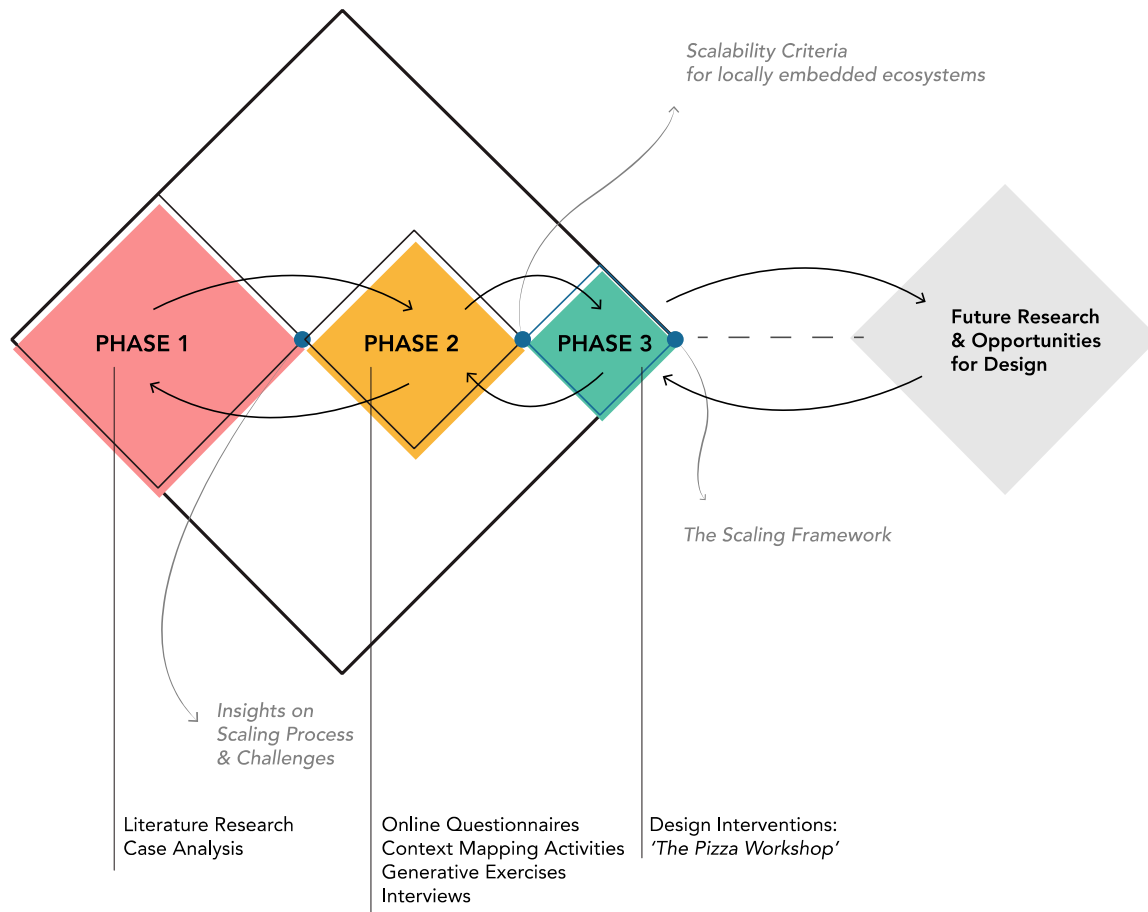 Scalability Criteria
for locally embedded ecosystems
PHASE 1
PHASE 2
PHASE 3
Future Research
& Opportunities
for Design
The Scaling Framework
Insights on
Scaling Process
& Challenges
Literature Research
Case Analysis
Online Questionnaires
Context Mapping Activities
Generative Exercises
Interviews
Design Interventions:
'The Pizza Workshop'